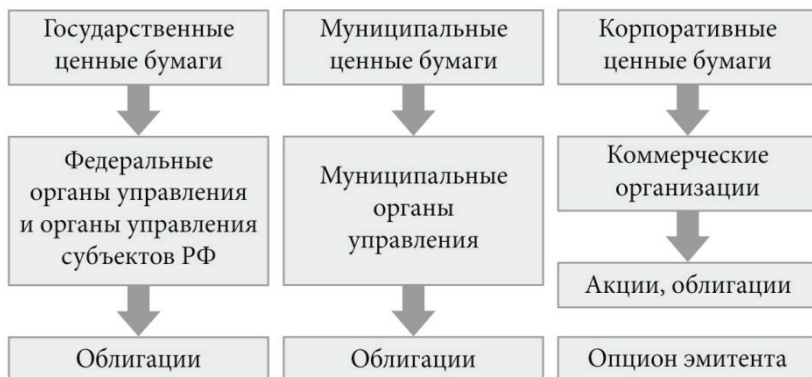 Государственные
ценные бумаги
Федеральные
органы управления
и органы управления
субъектов РФ
Облигации
Муниципальные
ценные бумаги
Муниципальные
органы
управления
Облигации
Корпоративные
ценные бумаги
Коммерческие
организации
Акции, облигации
Опцион эмитента